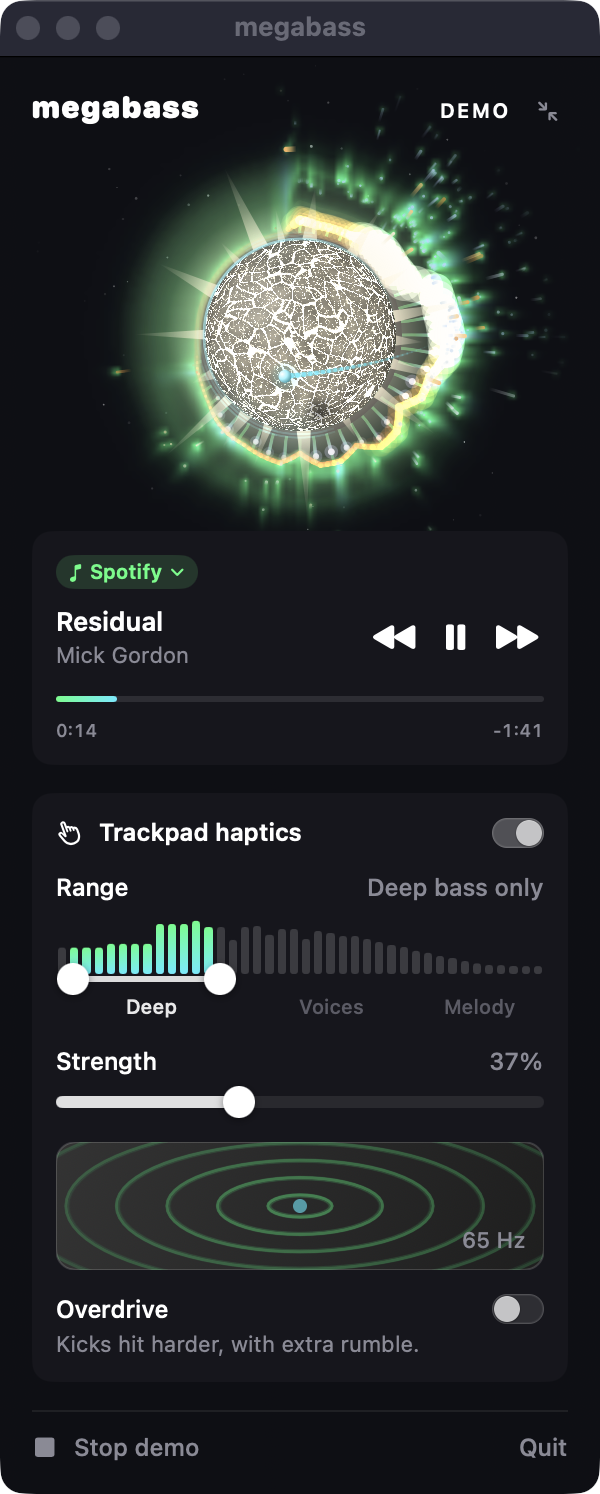 megabass
megabass
DEMO
Spotify
Residual
Mick Gordon
0:14
-1:41
Trackpad haptics
Range
Deep bass only
Deep
Voices
Melody
Strength
37%
65 Hz
Overdrive
Kicks hit harder, with extra rumble.
Stop demo
Quit